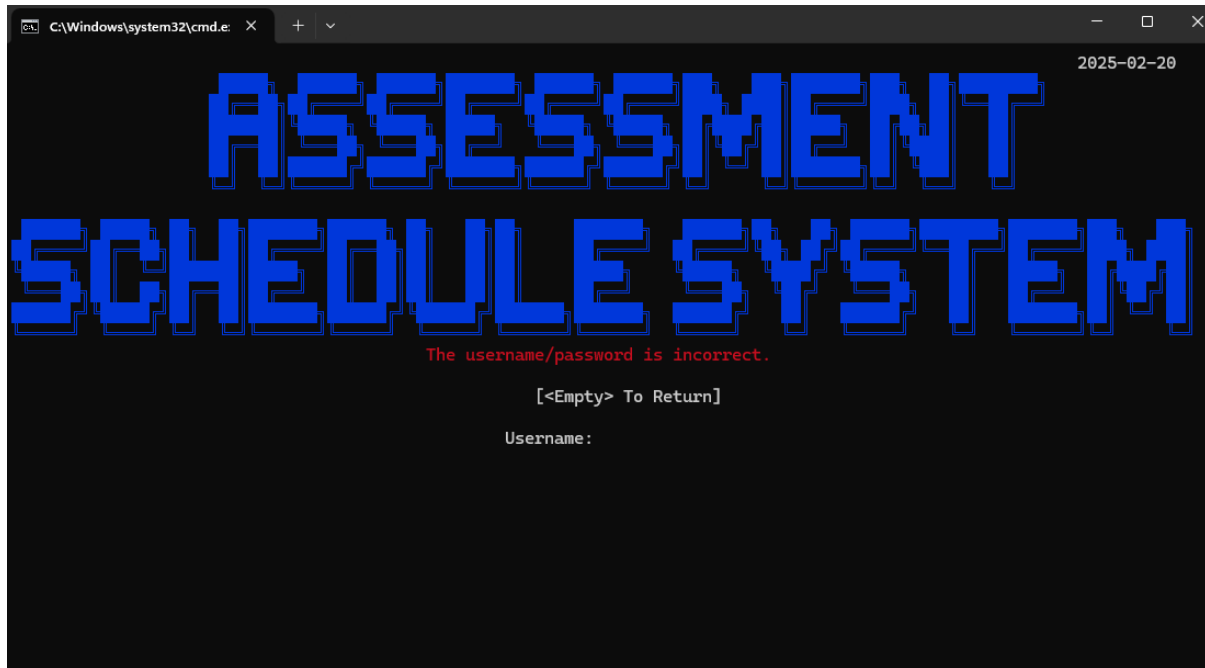 C:\Windows\system32\cmd.e:
2025-02-20
ASSESSMENT
SCHEDULE SYSTEM
The username/password is incorrect.
[<Empty> To Return]
Username: